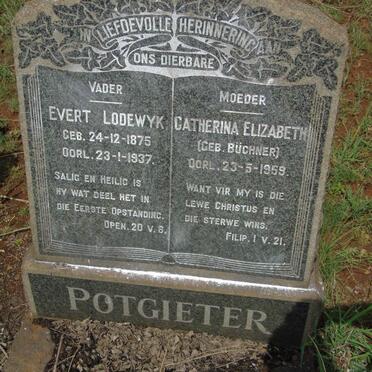 IN LIEFDEVOLLE HERINNERING AAN
ONS DIERBARE
VADER
EVERT LODEWYK
GEB. 24-12-1875
OORL. 23-1-1937.
SALIG EN HEILIG IS
HY WAT DEEL HET IN
DIE EERSTE OPSTANDING.
OPEN. 20 V. 6.
MOEDER
CATHERINA ELIZABETH
(GEB. BÜCHNER)
OORL. 23-5-1959.
WANT VIR MY IS DIE
LEWE CHRISTUS EN
DIE STERWE WINS.
FILIP. 1 V. 21.
POTGIETER